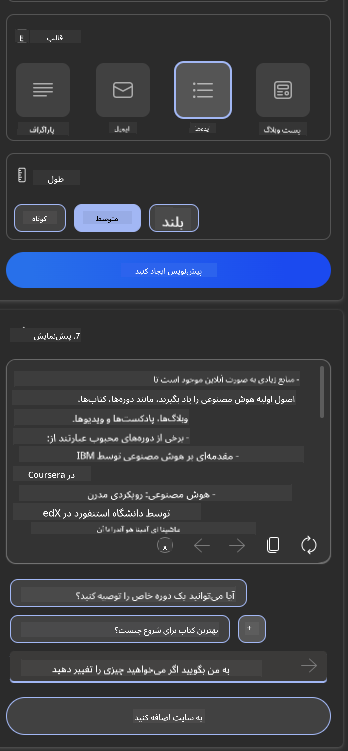 قالب
پاراگراف
ایمیل
پست وبلاگ
طول
کوتاه
متوسط
بلند
پیش‌نویس ایجاد کنید
7. پیش‌نمایش
- منابع زیادی به صورت آنلاین موجود است تا
اصول اولیه هوش مصنوعی را یاد بگیرند، مانند دوره‌ها، کتاب‌ها،
وبلاگ‌ها، پادکست‌ها و ویدیوها.
- برخی از دوره‌های محبوب عبارتند از:
- مقدمه‌ای بر هوش مصنوعی توسط IBM
در Coursera
- هوش مصنوعی: رویکردی مدرن
توسط دانشگاه استنفورد در edX
آیا می‌توانید یک دوره خاص را توصیه کنید؟
بهترین کتاب برای شروع چیست؟
+
به من بگویید اگر می‌خواهید چیزی را تغییر دهید
به سایت اضافه کنید